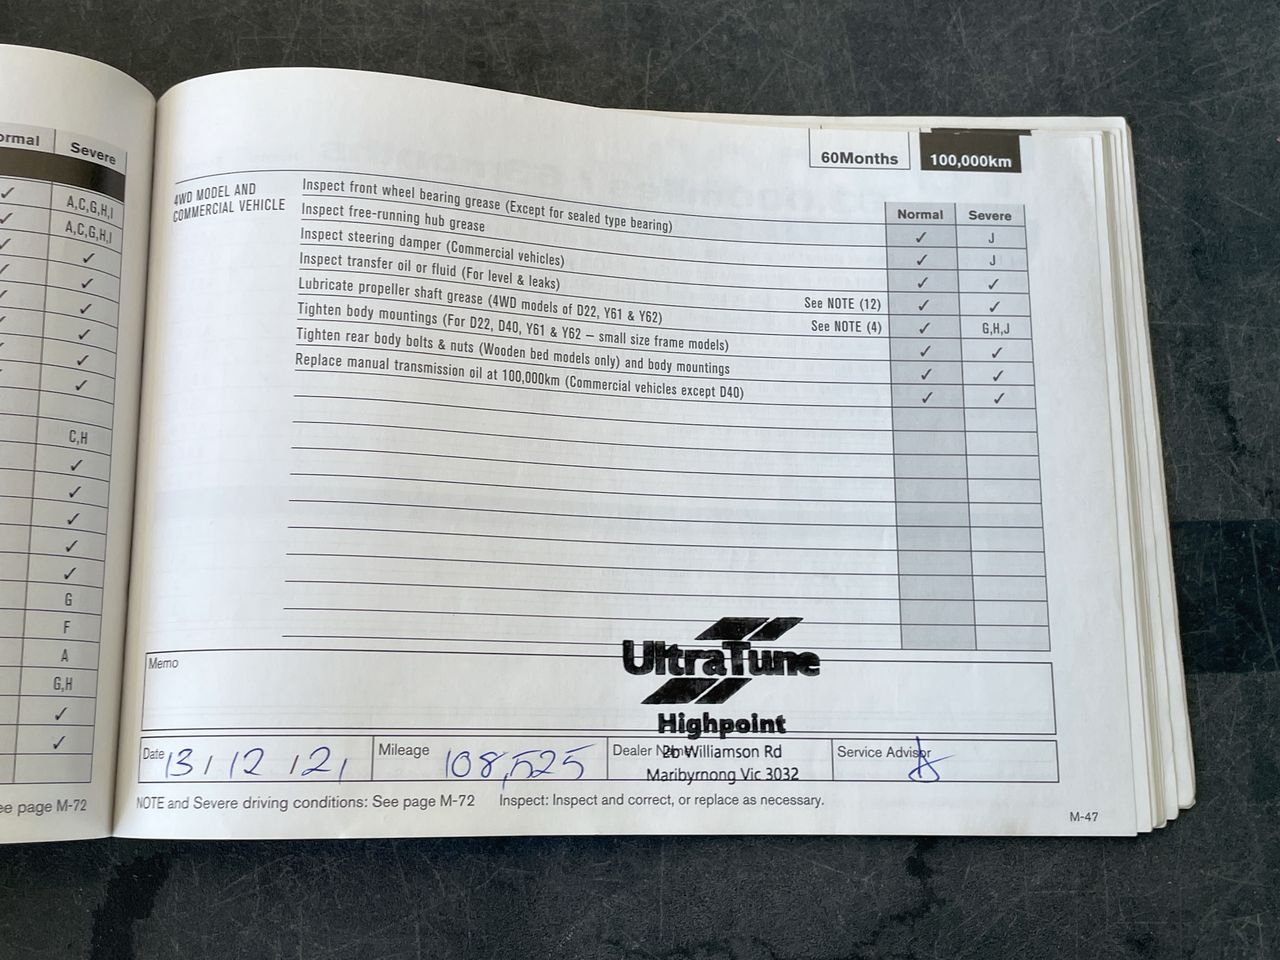 ormal Severe
A,C,G,H,I
A,C,G,H,I
C,H
G
F
A
G,H
ee page M-72
60Months 100,000km
4WD MODEL AND
COMMERCIAL VEHICLE
Normal Severe
Inspect front wheel bearing grease (Except for sealed type bearing) ✓ J
Inspect free-running hub grease ✓ J
Inspect steering damper (Commercial vehicles) ✓ ✓
Inspect transfer oil or fluid (For level & leaks) See NOTE (12) ✓ ✓
Lubricate propeller shaft grease (4WD models of D22, Y61 & Y62) See NOTE (4) ✓ G,H,J
Tighten body mountings (For D22, D40, Y61 & Y62 – small size frame models) ✓ ✓
Tighten rear body bolts & nuts (Wooden bed models only) and body mountings ✓ ✓
Replace manual transmission oil at 100,000km (Commercial vehicles except D40) ✓ ✓
Memo
UltraTune
Highpoint
2b Williamson Rd
Maribyrnong Vic 3032
Date 13/12/21 Mileage 108,525 Dealer Name Service Advisor
NOTE and Severe driving conditions: See page M-72 Inspect: Inspect and correct, or replace as necessary.
M-47